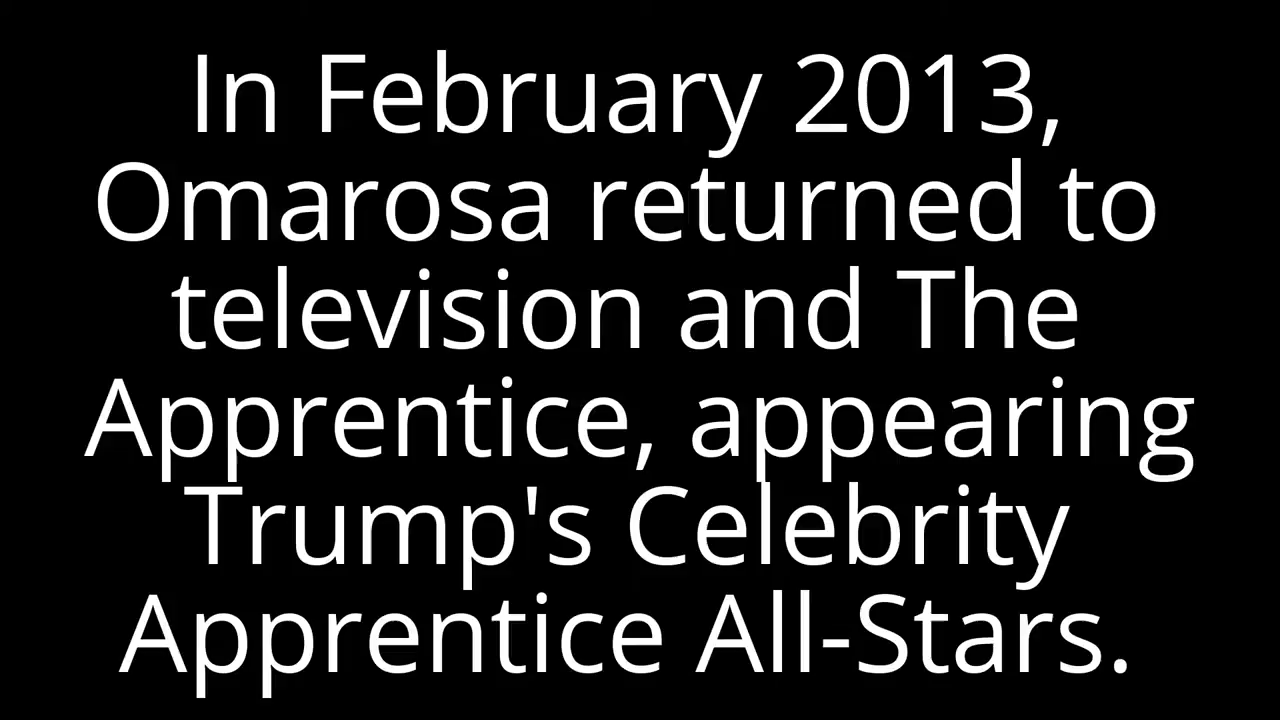 In February 2013,
Omarosa returned to
television and The
Apprentice, appearing
Trump's Celebrity
Apprentice All-Stars.